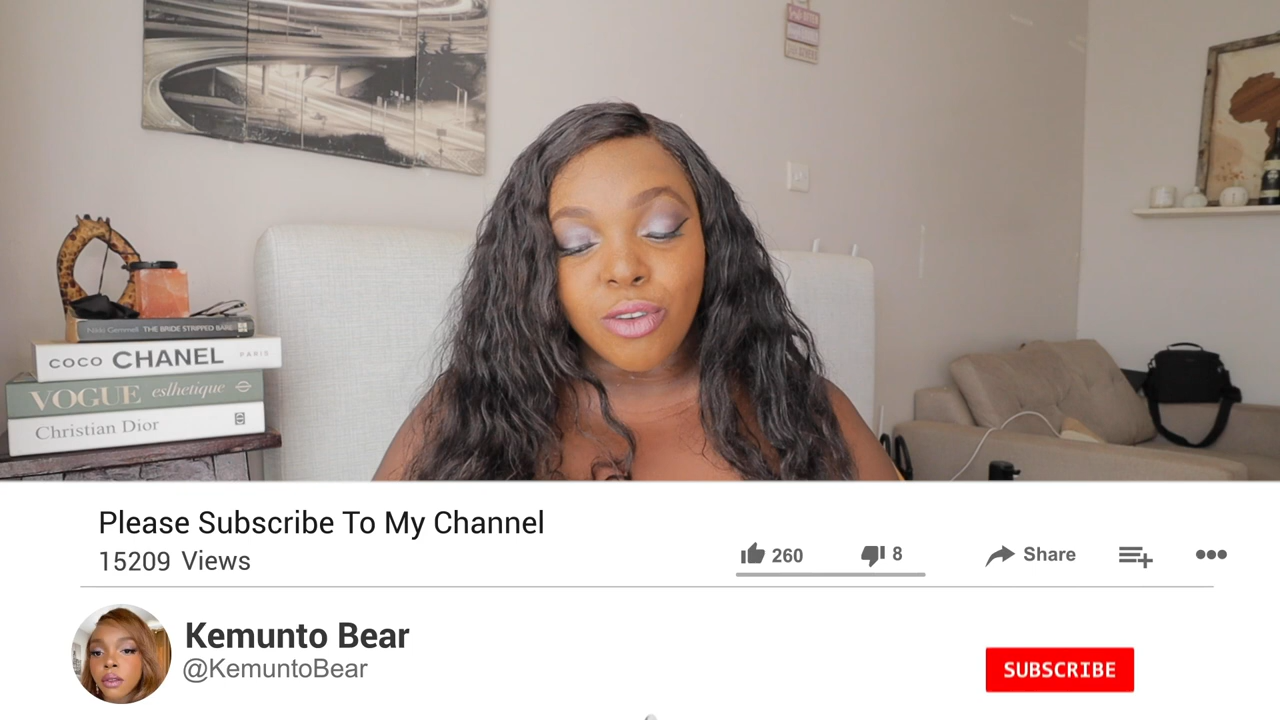 Nikki Gemmell THE BRIDE STRIPPED BARE
COCO CHANEL PARIS
VOGUE esthetique
Christian Dior
Please Subscribe To My Channel
15209 Views
260
8
Share
Kemunto Bear
@KemuntoBear
SUBSCRIBE